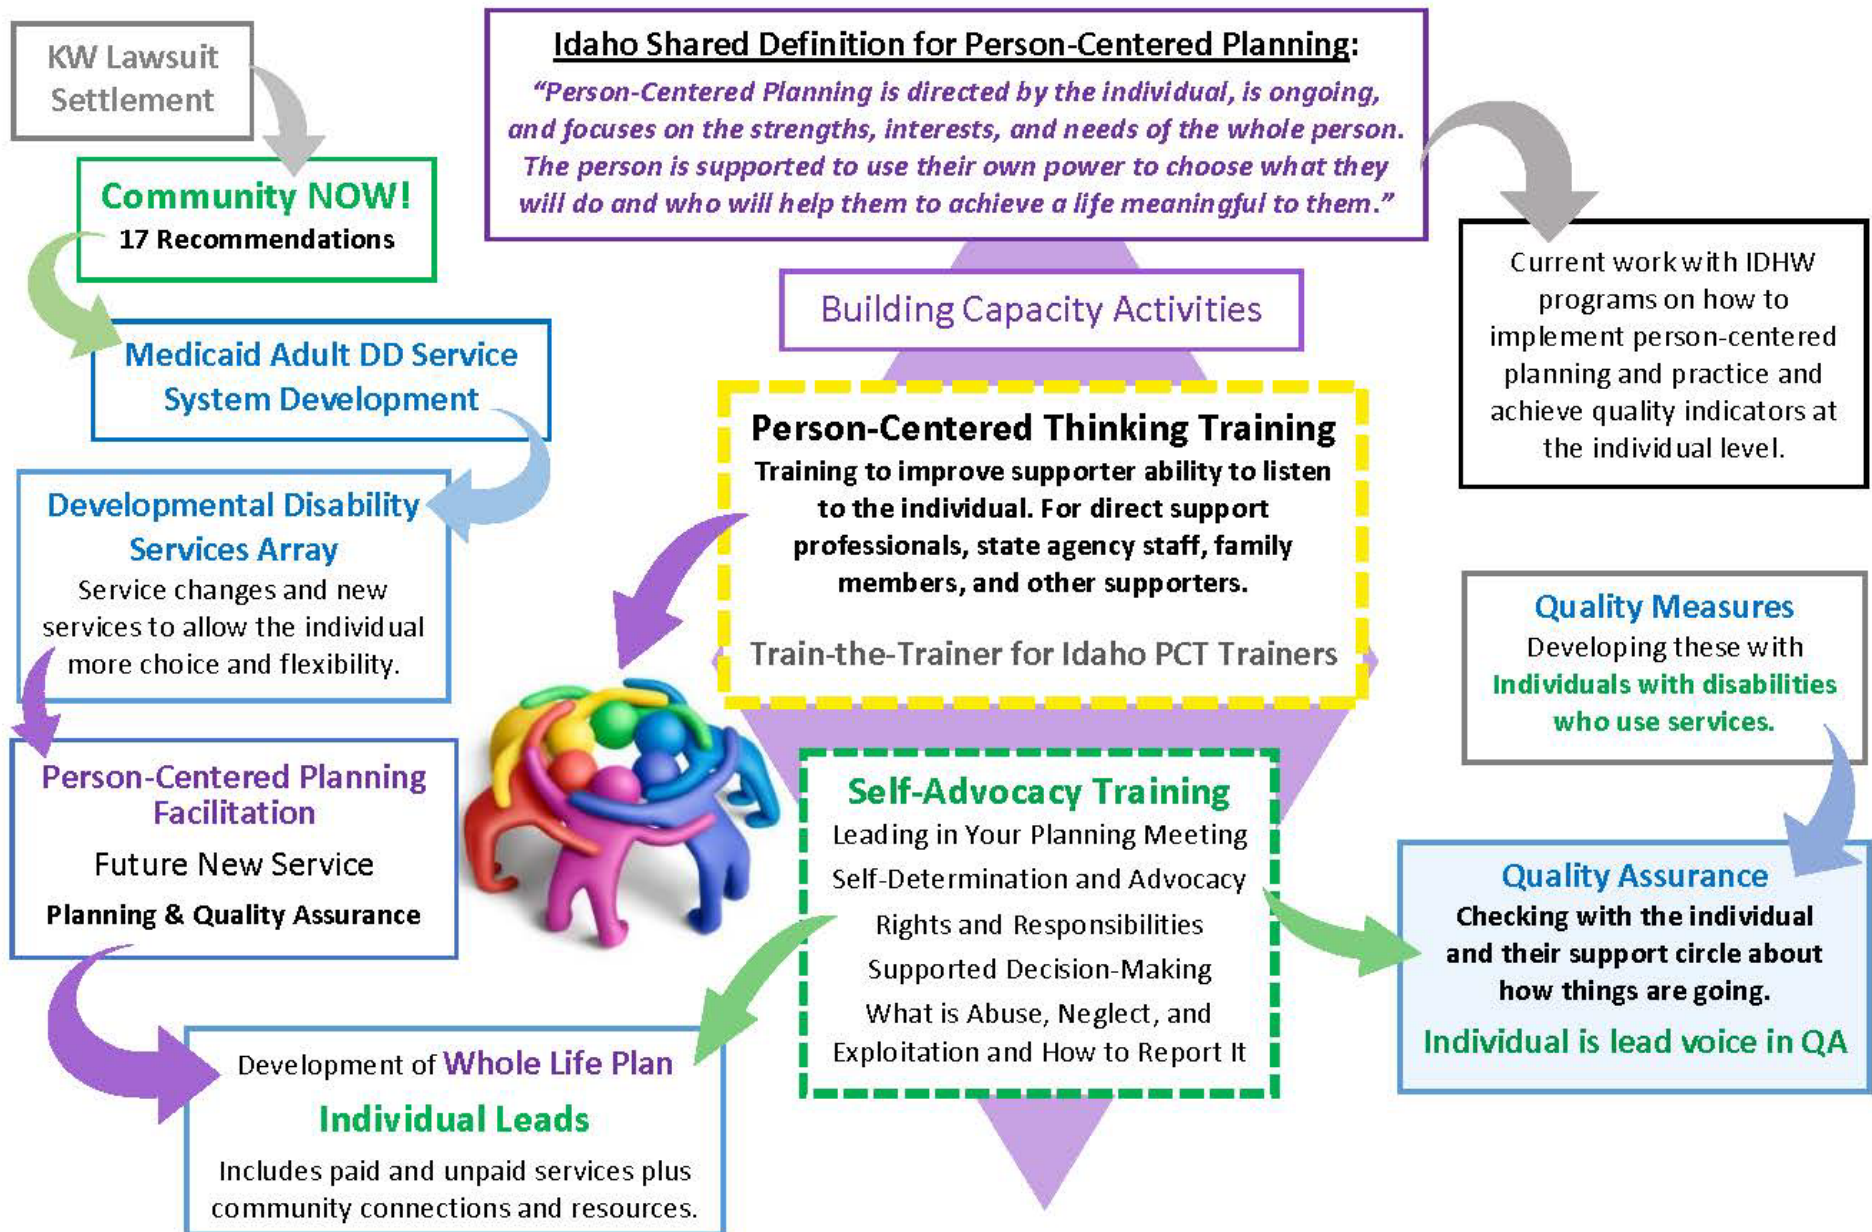 KW Lawsuit
Settlement
Community NOW!
17 Recommendations
Medicaid Adult DD Service
System Development
Developmental Disability
Services Array
Service changes and new
services to allow the individual
more choice and flexibility.
Person-Centered Planning
Facilitation
Future New Service
Planning & Quality Assurance
Development of Whole Life Plan
Individual Leads
Includes paid and unpaid services plus
community connections and resources.
Idaho Shared Definition for Person-Centered Planning:
“Person-Centered Planning is directed by the individual, is ongoing,
and focuses on the strengths, interests, and needs of the whole person.
The person is supported to use their own power to choose what they
will do and who will help them to achieve a life meaningful to them.”
Building Capacity Activities
Person-Centered Thinking Training
Training to improve supporter ability to listen
to the individual. For direct support
professionals, state agency staff, family
members, and other supporters.
Train-the-Trainer for Idaho PCT Trainers
Self-Advocacy Training
Leading in Your Planning Meeting
Self-Determination and Advocacy
Rights and Responsibilities
Supported Decision-Making
What is Abuse, Neglect, and
Exploitation and How to Report It
Current work with IDHW
programs on how to
implement person-centered
planning and practice and
achieve quality indicators at
the individual level.
Quality Measures
Developing these with
Individuals with disabilities
who use services.
Quality Assurance
Checking with the individual
and their support circle about
how things are going.
Individual is lead voice in QA